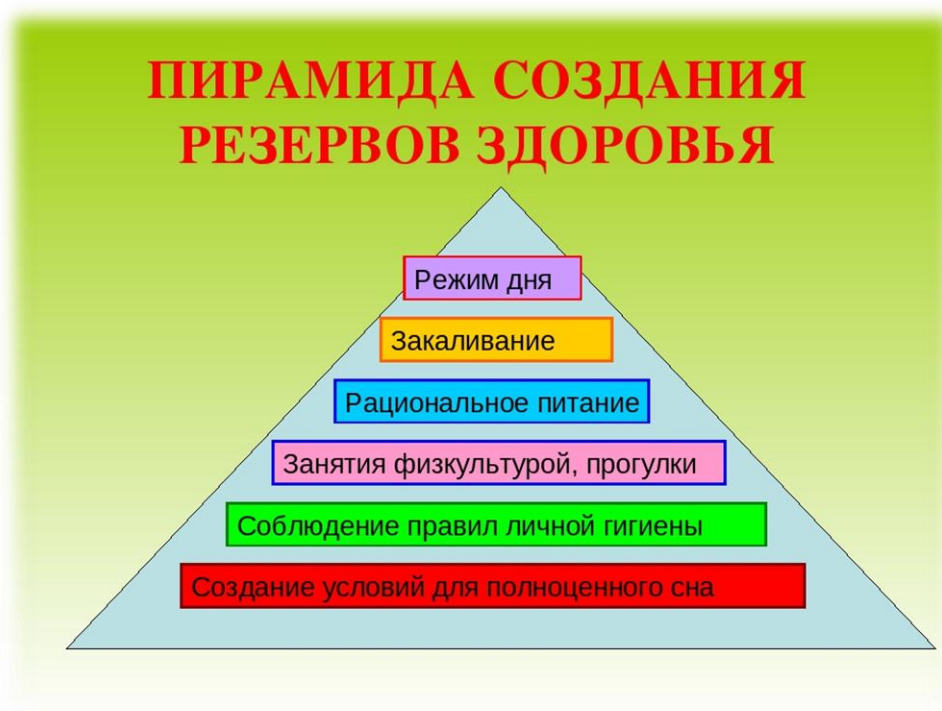 ПИРАМИДА СОЗДАНИЯ
РЕЗЕРВОВ ЗДОРОВЬЯ
Режим дня
Закаливание
Рациональное питание
Занятия физкультурой, прогулки
Соблюдение правил личной гигиены
Создание условий для полноценного сна